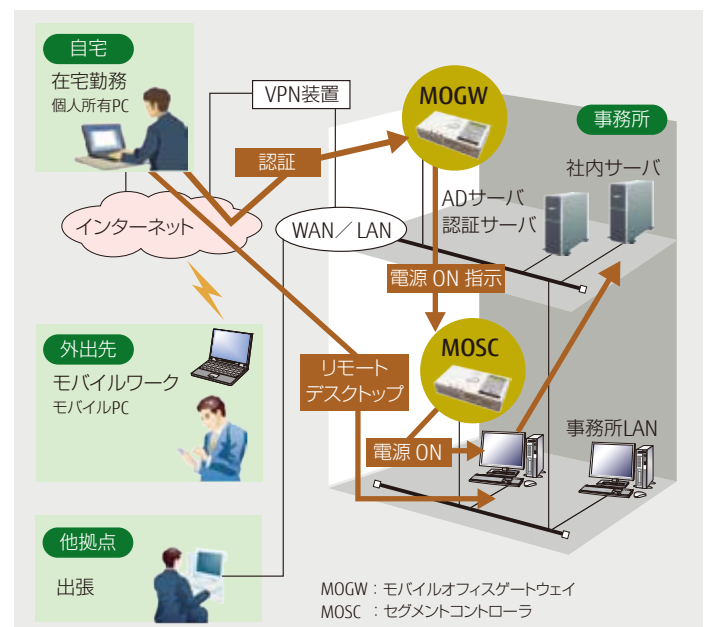 自宅
在宅勤務
個人所有PC
VPN装置
MOGW
事務所
認証
社内サーバ
ADサーバ
認証サーバ
インターネット
WAN／LAN
電源 ON 指示
外出先
モバイルワーク
モバイルPC
MOSC
リモート
デスクトップ
電源 ON
事務所LAN
他拠点
出張
MOGW：モバイルオフィスゲートウェイ
MOSC ：セグメントコントローラ